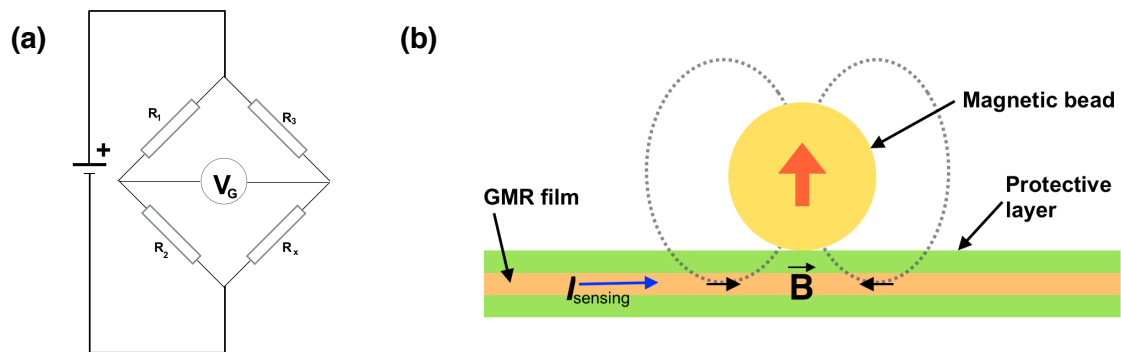 (a)
+
R1
R3
VG
R2
Rx
(b)
Magnetic bead
GMR film
Protective
layer
Isensing
B